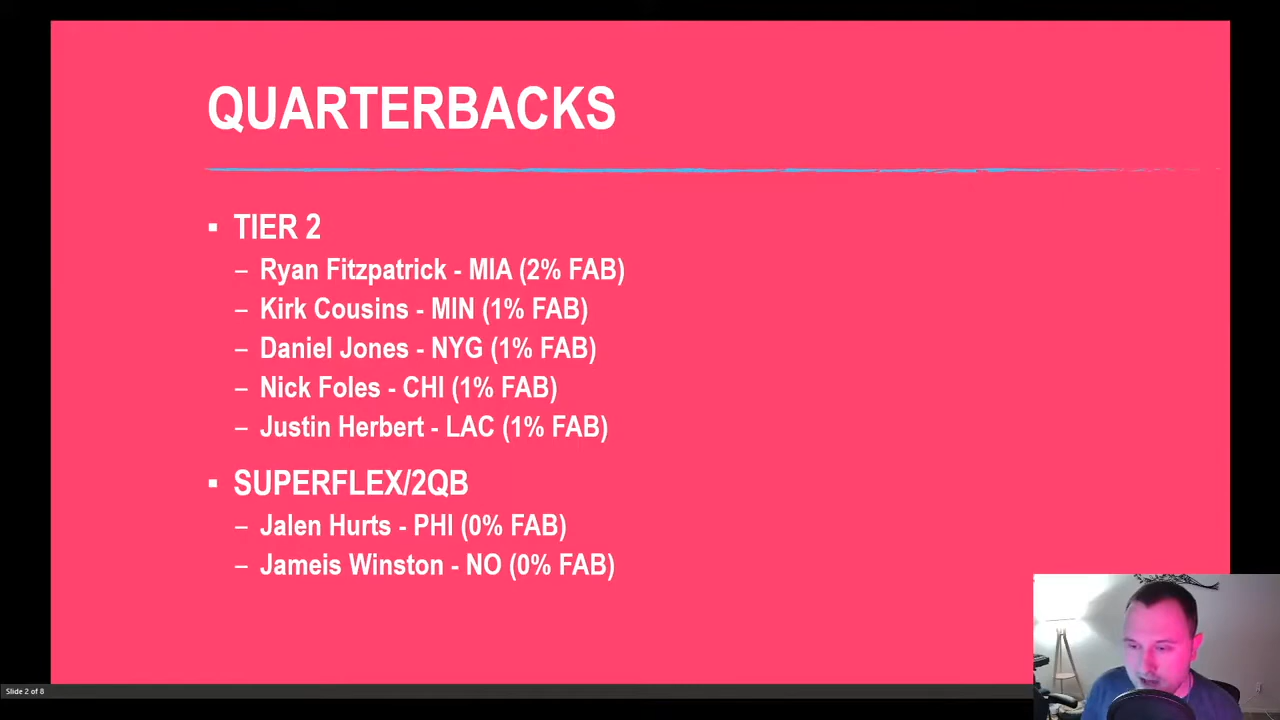 QUARTERBACKS
▪ TIER 2
– Ryan Fitzpatrick - MIA (2% FAB)
– Kirk Cousins - MIN (1% FAB)
– Daniel Jones - NYG (1% FAB)
– Nick Foles - CHI (1% FAB)
– Justin Herbert - LAC (1% FAB)
▪ SUPERFLEX/2QB
– Jalen Hurts - PHI (0% FAB)
– Jameis Winston - NO (0% FAB)
Slide 2 of 8